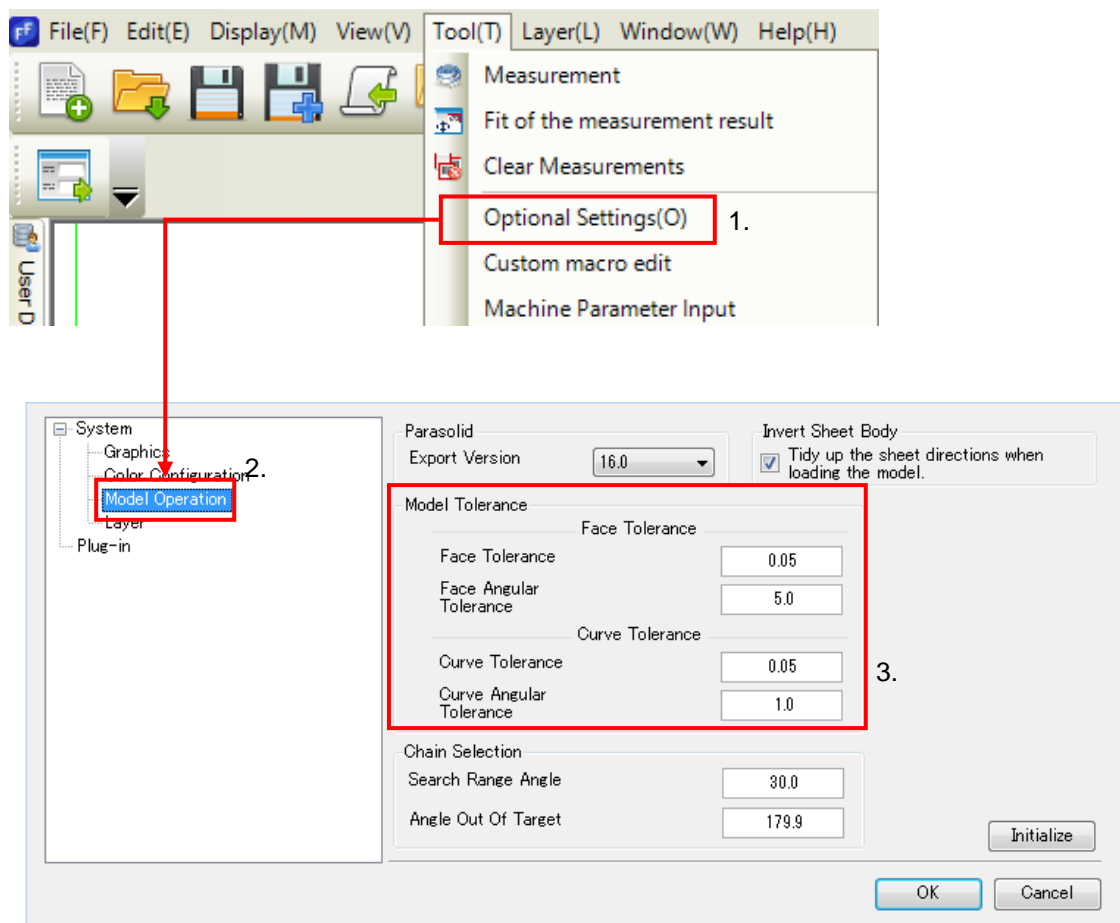 FF File(F) Edit(E) Display(M) View(V) Tool(T) Layer(L) Window(W) Help(H)
Measurement
Fit of the measurement result
Clear Measurements
Optional Settings(O) 1.
Custom macro edit
Machine Parameter Input
User D
System
Graphics
Color Configuration 2.
Model Operation
Layer
Plug-in
Parasolid
Export Version 16.0
Invert Sheet Body
Tidy up the sheet directions when
loading the model.
Model Tolerance
Face Tolerance
Face Tolerance 0.05
Face Angular
Tolerance 5.0
Curve Tolerance
Curve Tolerance 0.05
3.
Curve Angular
Tolerance 1.0
Chain Selection
Search Range Angle 30.0
Angle Out Of Target 179.9
Initialize
OK Cancel